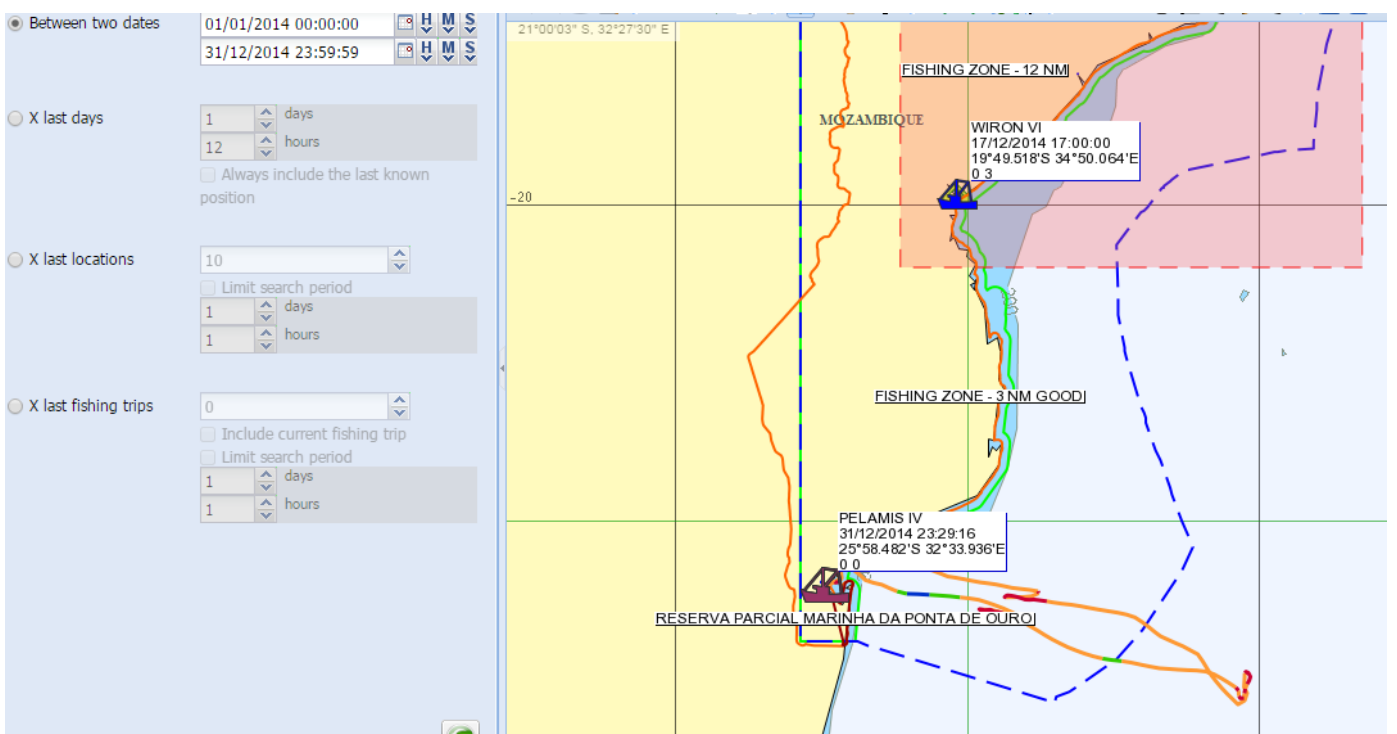 Between two dates
01/01/2014 00:00:00
H M S
31/12/2014 23:59:59
H M S
X last days
1 days
12 hours
Always include the last known
position
X last locations
10
Limit search period
1 days
1 hours
X last fishing trips
0
Include current fishing trip
Limit search period
1 days
1 hours
21°00'03" S, 32°27'30" E
FISHING ZONE - 12 NM
MOZAMBIQUE
WIRON VI
17/12/2014 17:00:00
19°49.518'S 34°50.064'E
0 3
-20
200
FISHING ZONE - 3 NM GOOD
PELAMIS IV
31/12/2014 23:29:16
25°58.482'S 32°33.936'E
0 0
RESERVA PARCIAL MARINHA DA PONTA DE OURO